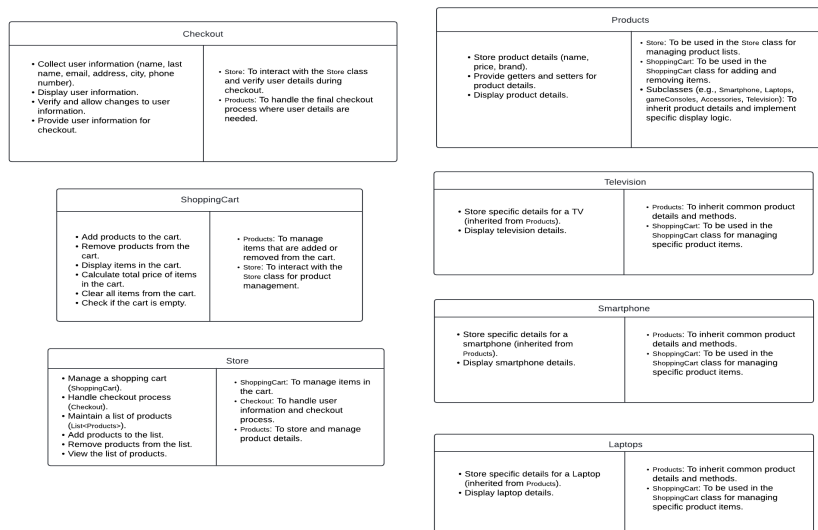 Checkout
• Collect user information (name, last
name, email, address, city, phone
number).
• Display user information.
• Verify and allow changes to user
information.
• Provide user information for
checkout.
• Store: To interact with the Store class
and verify user details during
checkout.
• Products: To handle the final checkout
process where user details are
needed.
ShoppingCart
• Add products to the cart.
• Remove products from the
cart.
• Display items in the cart.
• Calculate total price of items
in the cart.
• Clear all items from the cart.
• Check if the cart is empty.
• Products: To manage
items that are added or
removed from the cart.
• Store: To interact with the
Store class for product
management.
Store
• Manage a shopping cart
(ShoppingCart).
• Handle checkout process
(Checkout).
• Maintain a list of products
(List<Products>).
• Add products to the list.
• Remove products from the list.
• View the list of products.
• ShoppingCart: To manage items in
the cart.
• Checkout: To handle user
information and checkout
process.
• Products: To store and manage
product details.
Products
• Store product details (name,
price, brand).
• Provide getters and setters for
product details.
• Display product details.
• Store: To be used in the Store class for
managing product lists.
• ShoppingCart: To be used in the
ShoppingCart class for adding and
removing items.
• Subclasses (e.g., Smartphone, Laptops,
gameConsoles, Accessories, Television): To
inherit product details and implement
specific display logic.
Television
• Store specific details for a TV
(inherited from Products).
• Display television details.
• Products: To inherit common product
details and methods.
• ShoppingCart: To be used in the
ShoppingCart class for managing
specific product items.
Smartphone
• Store specific details for a
smartphone (inherited from
Products).
• Display smartphone details.
• Products: To inherit common product
details and methods.
• ShoppingCart: To be used in the
ShoppingCart class for managing
specific product items.
Laptops
• Store specific details for a Laptop
(inherited from Products).
• Display laptop details.
• Products: To inherit common product
details and methods.
• ShoppingCart: To be used in the
ShoppingCart class for managing
specific product items.